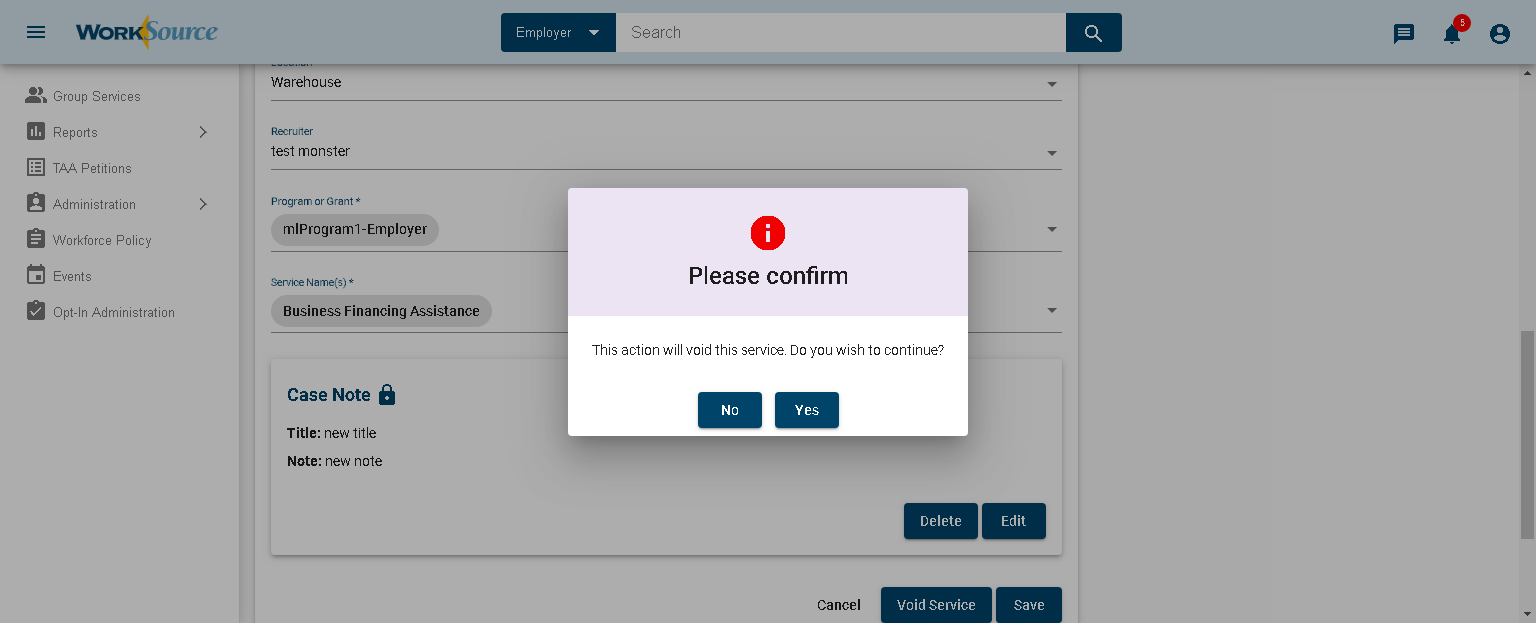 WorkSource
Employer
Search
5
Group Services
Reports
TAA Petitions
Administration
Workforce Policy
Events
Opt-In Administration
Location
Warehouse
Recruiter
test monster
Program or Grant *
mlProgram1-Employer
Service Name(s) *
Business Financing Assistance
Case Note
Title: new title
Note: new note
Delete Edit
Cancel Void Service Save
Please confirm
This action will void this service. Do you wish to continue?
No Yes